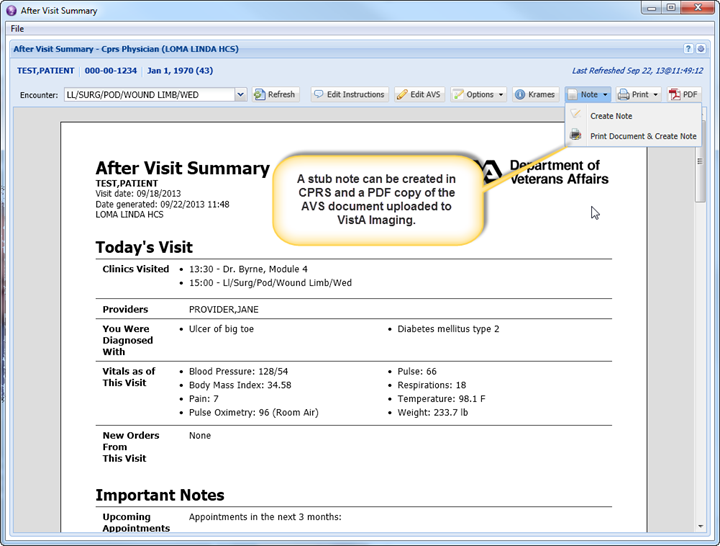 After Visit Summary
File
After Visit Summary - Cprs Physician (LOMA LINDA HCS)
?
TEST,PATIENT | 000-00-1234 | Jan 1, 1970 (43)
Last Refreshed Sep 22, 13@11:49:12
Encounter: LL/SURG/POD/WOUND LIMB/WED Refresh Edit Instructions Edit AVS Options Krames Note Print PDF
Create Note
Print Document & Create Note
After Visit Summary
TEST,PATIENT
Visit date: 09/18/2013
Date generated: 09/22/2013 11:48
LOMA LINDA HCS
A stub note can be created in
CPRS and a PDF copy of the
AVS document uploaded to
VistA Imaging.
Department of
Veterans Affairs
Today's Visit
Clinics Visited • 13:30 - Dr. Byrne, Module 4
• 15:00 - Ll/Surg/Pod/Wound Limb/Wed
Providers PROVIDER,JANE
You Were • Ulcer of big toe • Diabetes mellitus type 2
Diagnosed
With
Vitals as of • Blood Pressure: 128/54 • Pulse: 66
This Visit • Body Mass Index: 34.58 • Respirations: 18
• Pain: 7 • Temperature: 98.1 F
• Pulse Oximetry: 96 (Room Air) • Weight: 233.7 lb
New Orders None
From
This Visit
Important Notes
Upcoming Appointments in the next 3 months:
Appointments